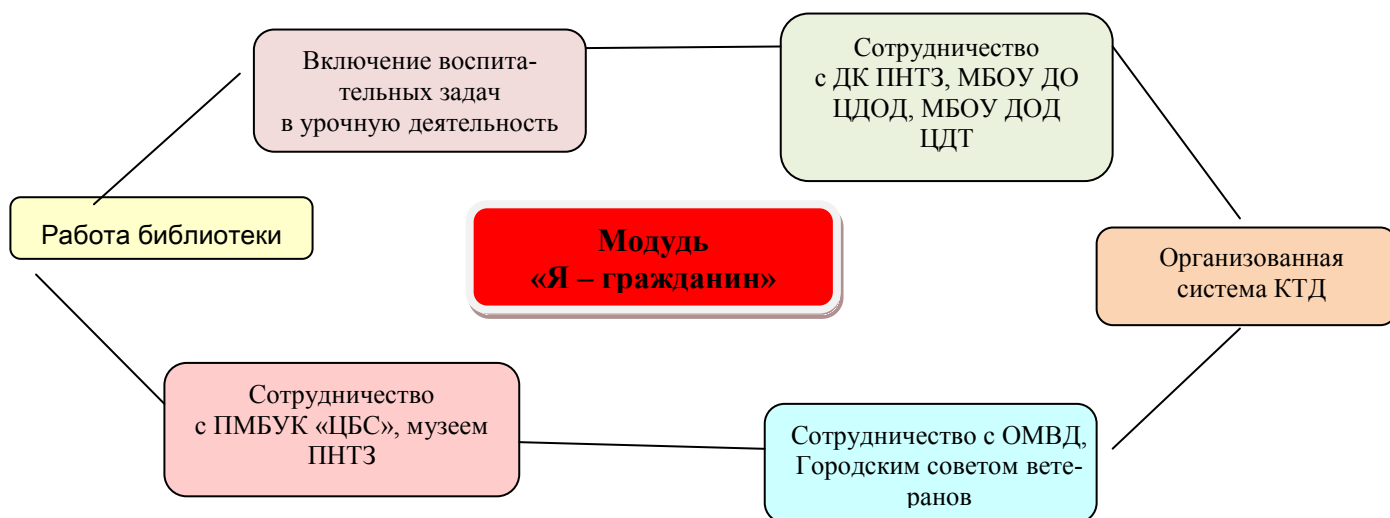 Включение воспита-
тельных задач
в урочную деятельность
Сотрудничество
с ДК ПНТЗ, МБОУ ДО
ЦДОД, МБОУ ДОД
ЦДТ
Работа библиотеки
Модудь
«Я – гражданин»
Организованная
система КТД
Сотрудничество
с ПМБУК «ЦБС», музеем
ПНТЗ
Сотрудничество с ОМВД,
Городским советом вете-
ранов